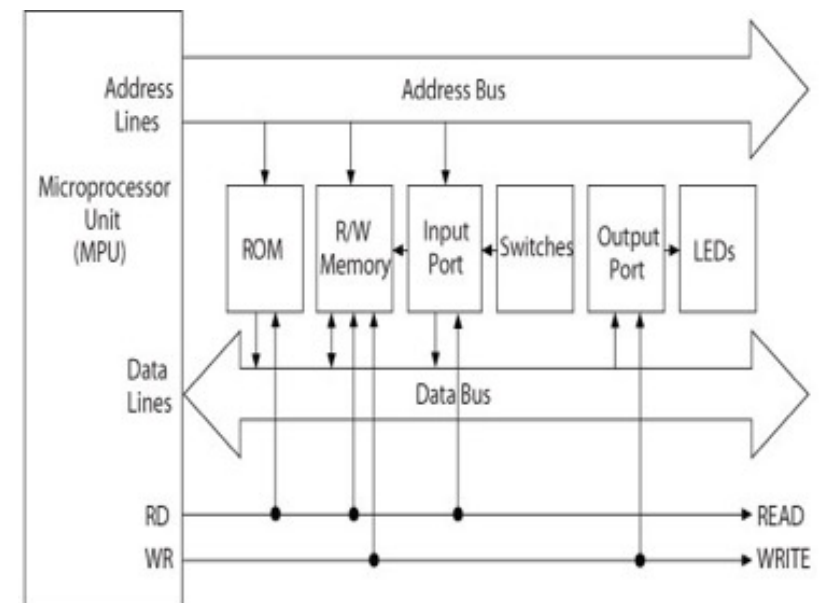 Address Bus
Address
Lines
Microprocessor
Unit
(MPU)
ROM
R/W
Memory
Input
Port
Switches
Output
Port
LEDs
Data
Lines
Data Bus
RD
READ
WR
WRITE